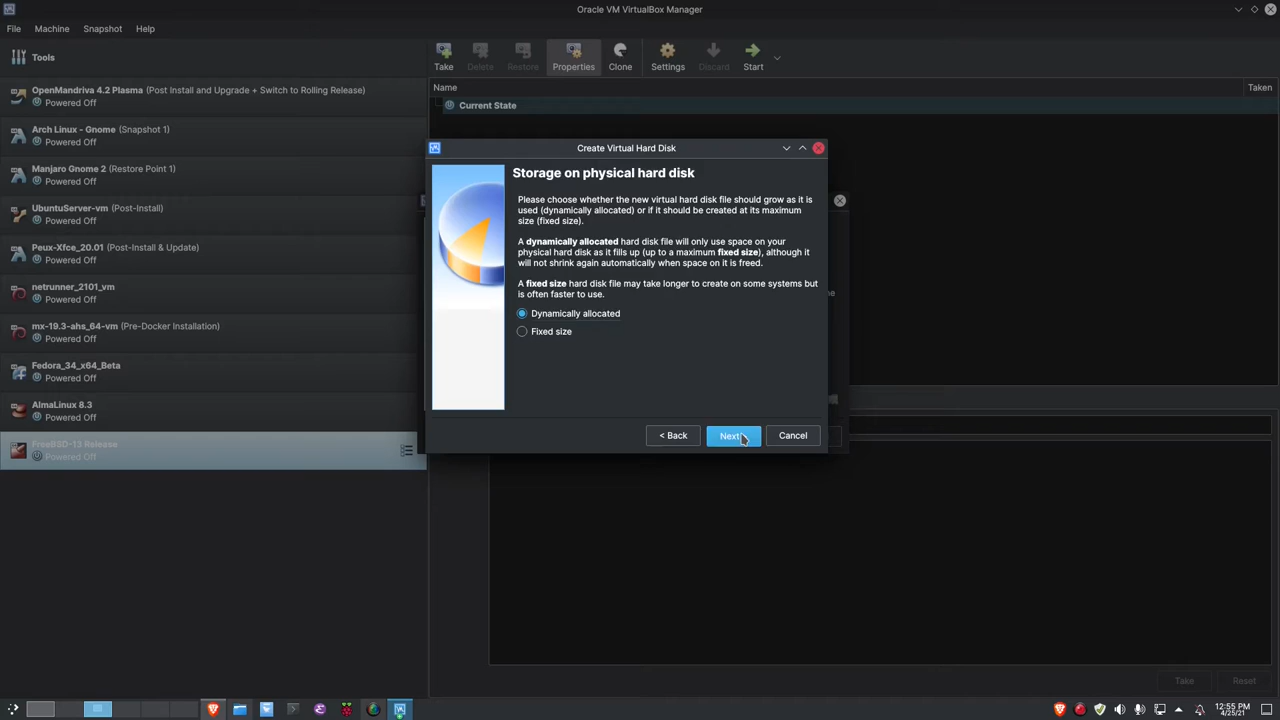 Oracle VM VirtualBox Manager
File Machine Snapshot Help
Tools
Take Delete Restore Properties Clone Settings Discard Start
Name Taken
Current State
OpenMandriva 4.2 Plasma (Post Install and Upgrade + Switch to Rolling Release)
Powered Off
Arch Linux - Gnome (Snapshot 1)
Powered Off
Manjaro Gnome 2 (Restore Point 1)
Powered Off
UbuntuServer-vm (Post-Install)
Powered Off
Peux-Xfce_20.01 (Post-Install & Update)
Powered Off
netrunner_2101_vm
Powered Off
mx-19.3-ahs_64-vm (Pre-Docker Installation)
Powered Off
Fedora_34_x64_Beta
Powered Off
AlmaLinux 8.3
Powered Off
FreeBSD-13 Release
Powered Off
Create Virtual Hard Disk
Storage on physical hard disk
Please choose whether the new virtual hard disk file should grow as it is
used (dynamically allocated) or if it should be created at its maximum
size (fixed size).
A dynamically allocated hard disk file will only use space on your
physical hard disk as it fills up (up to a maximum fixed size), although it
will not shrink again automatically when space on it is freed.
A fixed size hard disk file may take longer to create on some systems but
is often faster to use.
Dynamically allocated
Fixed size
< Back Next Cancel
Take Reset
12:55 PM
4/25/21